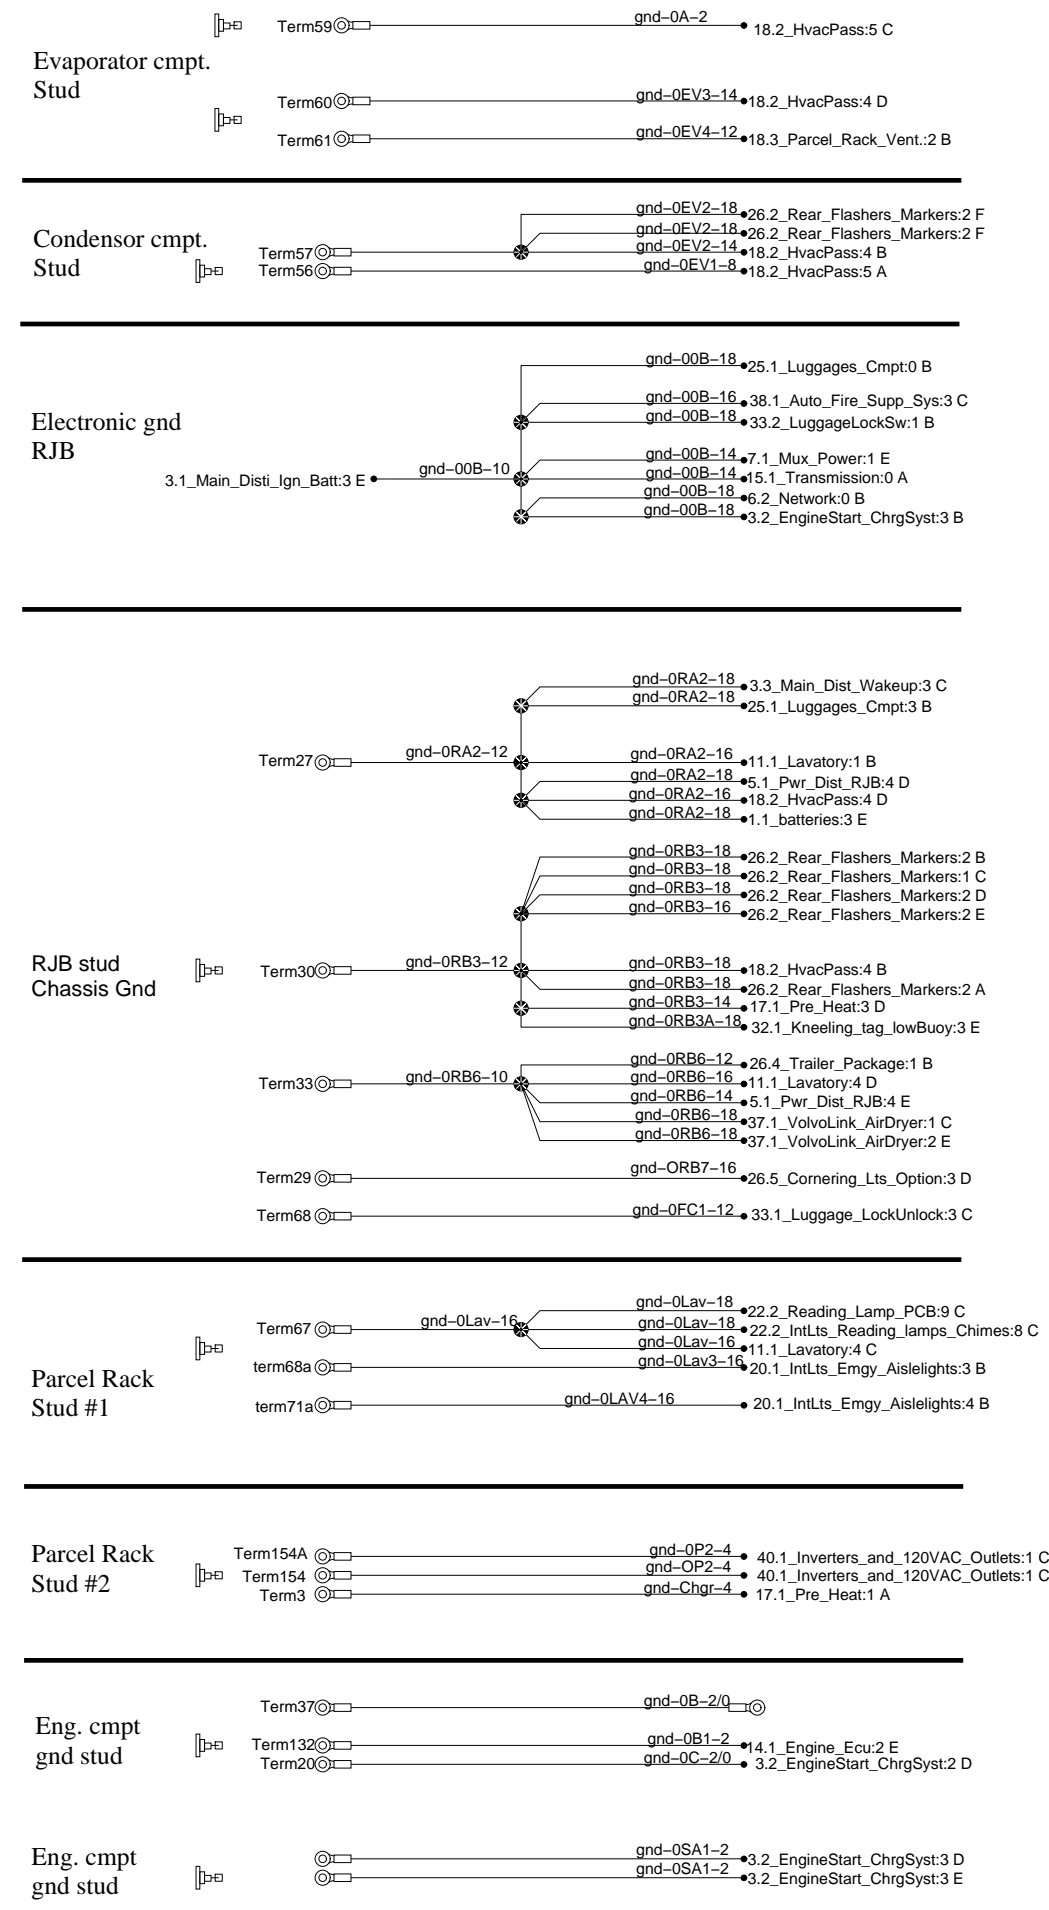 gnd-0A-2
Term59 18.2_HvacPass:5 C
Evaporator cmpt.
Stud
gnd-0EV3-14
Term60 18.2_HvacPass:4 D
gnd-0EV4-12
Term61 18.3_Parcel_Rack_Vent.:2 B
gnd-0EV2-18 26.2_Rear_Flashers_Markers:2 F
gnd-0EV2-18 26.2_Rear_Flashers_Markers:2 F
Condensor cmpt.
Stud
Term57 gnd-0EV2-14 18.2_HvacPass:4 B
Term56 gnd-0EV1-8 18.2_HvacPass:5 A
gnd-00B-18 25.1_Luggages_Cmpt:0 B
gnd-00B-16 38.1_Auto_Fire_Supp_Sys:3 C
gnd-00B-18 33.2_LuggageLockSw:1 B
Electronic gnd
RJB
gnd-00B-14 7.1_Mux_Power:1 E
3.1_Main_Disti_Ign_Batt:3 E gnd-00B-10 gnd-00B-14 15.1_Transmission:0 A
gnd-00B-18 6.2_Network:0 B
gnd-00B-18 3.2_EngineStart_ChrgSyst:3 B
gnd-0RA2-18 3.3_Main_Dist_Wakeup:3 C
gnd-0RA2-18 25.1_Luggages_Cmpt:3 B
Term27 gnd-0RA2-12 gnd-0RA2-16 11.1_Lavatory:1 B
gnd-0RA2-18 5.1_Pwr_Dist_RJB:4 D
gnd-0RA2-16 18.2_HvacPass:4 D
gnd-0RA2-18 1.1_batteries:3 E
gnd-0RB3-18 26.2_Rear_Flashers_Markers:2 B
gnd-0RB3-18 26.2_Rear_Flashers_Markers:1 C
gnd-0RB3-18 26.2_Rear_Flashers_Markers:2 D
gnd-0RB3-16 26.2_Rear_Flashers_Markers:2 E
RJB stud
Chassis Gnd
Term30 gnd-0RB3-12 gnd-0RB3-18 18.2_HvacPass:4 B
gnd-0RB3-18 26.2_Rear_Flashers_Markers:2 A
gnd-0RB3-14 17.1_Pre_Heat:3 D
gnd-0RB3A-18 32.1_Kneeling_tag_lowBuoy:3 E
gnd-0RB6-12 26.4_Trailer_Package:1 B
Term33 gnd-0RB6-10 gnd-0RB6-16 11.1_Lavatory:4 D
gnd-0RB6-14 5.1_Pwr_Dist_RJB:4 E
gnd-0RB6-18 37.1_VolvoLink_AirDryer:1 C
gnd-0RB6-18 37.1_VolvoLink_AirDryer:2 E
Term29 gnd-ORB7-16 26.5_Cornering_Lts_Option:3 D
Term68 gnd-0FC1-12 33.1_Luggage_LockUnlock:3 C
gnd-0Lav-18 22.2_Reading_Lamp_PCB:9 C
Term67 gnd-0Lav-16 gnd-0Lav-18 22.2_IntLts_Reading_lamps_Chimes:8 C
gnd-0Lav-16 11.1_Lavatory:4 C
term68a gnd-0Lav3-16 20.1_IntLts_Emgy_Aislelights:3 B
Parcel Rack
Stud #1
term71a gnd-0LAV4-16 20.1_IntLts_Emgy_Aislelights:4 B
Parcel Rack
Stud #2
Term154A gnd-0P2-4 40.1_Inverters_and_120VAC_Outlets:1 C
Term154 gnd-OP2-4 40.1_Inverters_and_120VAC_Outlets:1 C
Term3 gnd-Chgr-4 17.1_Pre_Heat:1 A
Term37 gnd-0B-2/0
Eng. cmpt
gnd stud
Term132 gnd-0B1-2 14.1_Engine_Ecu:2 E
Term20 gnd-0C-2/0 3.2_EngineStart_ChrgSyst:2 D
Eng. cmpt
gnd stud
gnd-0SA1-2 3.2_EngineStart_ChrgSyst:3 D
gnd-0SA1-2 3.2_EngineStart_ChrgSyst:3 E